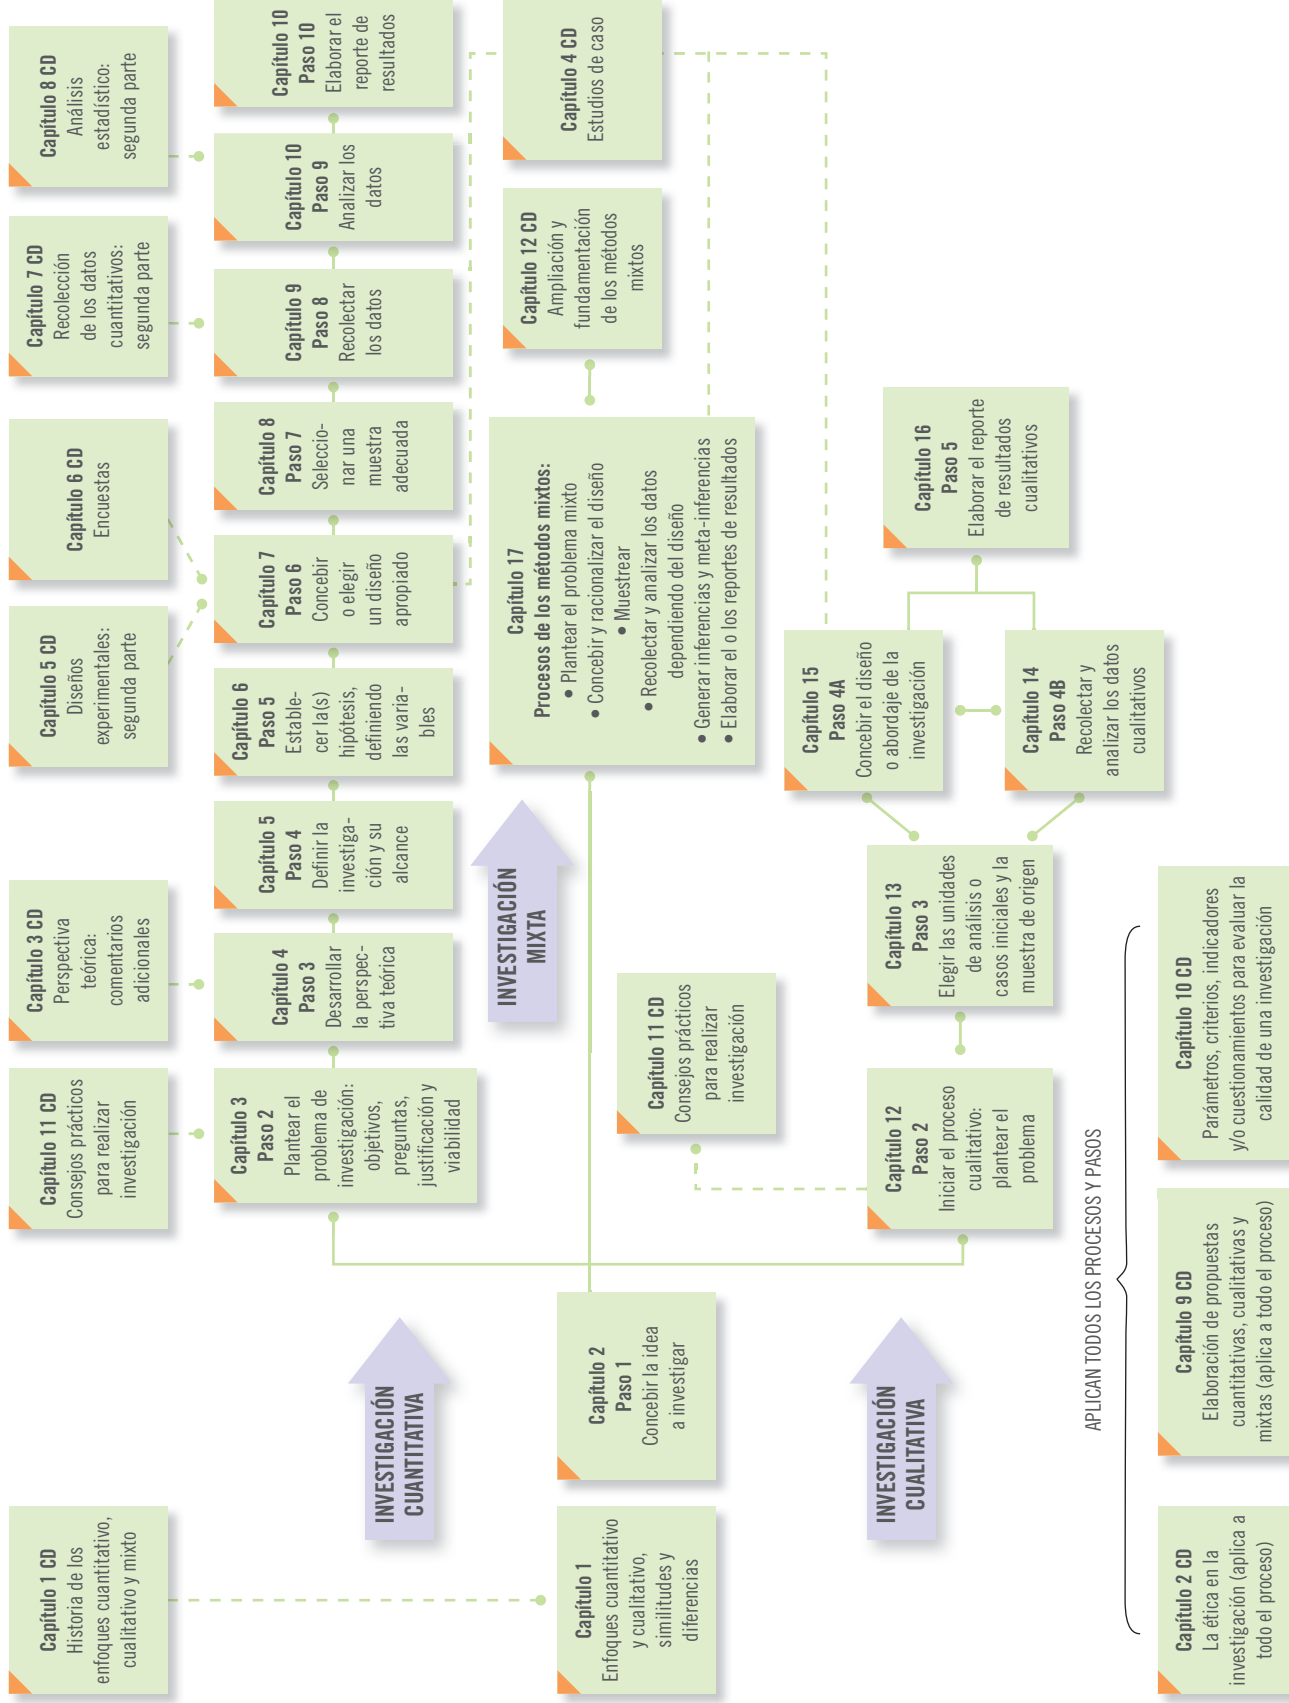 Capítulo 1 CD
Historia de los
enfoques cuantitativo,
cualitativo y mixto
Capítulo 11 CD
Consejos prácticos
para realizar
investigación
Capítulo 3 CD
Perspectiva
teórica:
comentarios
adicionales
Capítulo 5 CD
Diseños
experimentales:
segunda parte
Capítulo 6 CD
Encuestas
Capítulo 7 CD
Recolección
de los datos
cuantitativos:
segunda parte
Capítulo 8 CD
Análisis
estadístico:
segunda parte
INVESTIGACIÓN
CUANTITATIVA
Capítulo 3
Paso 2
Plantear el
problema de
investigación:
objetivos,
preguntas,
justificación y
viabilidad
Capítulo 4
Paso 3
Desarrollar
la perspec-
tiva teórica
Capítulo 5
Paso 4
Definir la
investiga-
ción y su
alcance
Capítulo 6
Paso 5
Estable-
cer la(s)
hipótesis,
definiendo
las varia-
bles
Capítulo 7
Paso 6
Concebir
o elegir
un diseño
apropiado
Capítulo 8
Paso 7
Seleccio-
nar una
muestra
adecuada
Capítulo 9
Paso 8
Recolectar
los datos
Capítulo 10
Paso 9
Analizar los
datos
Capítulo 10
Paso 10
Elaborar el
reporte de
resultados
Capítulo 1
Enfoques cuantitativo
y cualitativo,
similitudes y
diferencias
Capítulo 2
Paso 1
Concebir la idea
a investigar
INVESTIGACIÓN
MIXTA
Capítulo 17
Procesos de los métodos mixtos:
• Plantear el problema mixto
• Concebir y racionalizar el diseño
• Muestrear
• Recolectar y analizar los datos
dependiendo del diseño
• Generar inferencias y meta-inferencias
• Elaborar el o los reportes de resultados
Capítulo 12 CD
Ampliación y
fundamentación
de los métodos
mixtos
Capítulo 4 CD
Estudios de caso
Capítulo 11 CD
Consejos prácticos
para realizar
investigación
INVESTIGACIÓN
CUALITATIVA
Capítulo 12
Paso 2
Iniciar el proceso
cualitativo:
plantear el
problema
Capítulo 13
Paso 3
Elegir las unidades
de análisis o
casos iniciales y la
muestra de origen
Capítulo 15
Paso 4A
Concebir el diseño
o abordaje de la
investigación
Capítulo 14
Paso 4B
Recolectar y
analizar los datos
cualitativos
Capítulo 16
Paso 5
Elaborar el reporte
de resultados
cualitativos
APLICAN TODOS LOS PROCESOS Y PASOS
Capítulo 2 CD
La ética en la
investigación (aplica a
todo el proceso)
Capítulo 9 CD
Elaboración de propuestas
cuantitativas, cualitativas y
mixtas (aplica a todo el proceso)
Capítulo 10 CD
Parámetros, criterios, indicadores
y/o cuestionamientos para evaluar la
calidad de una investigación